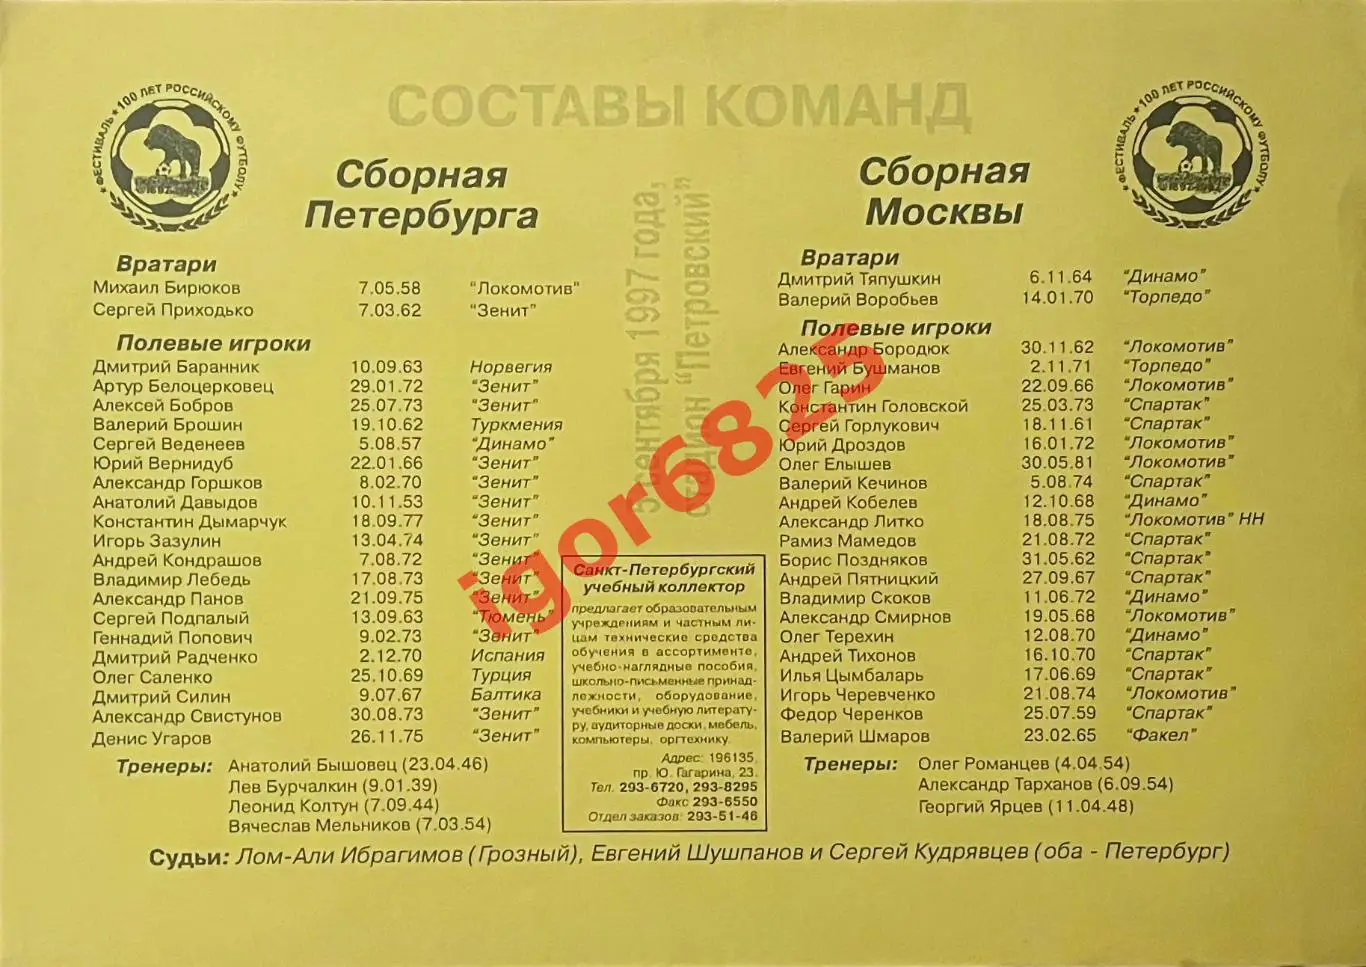 СОСТАВЫ КОМАНД
ФЕСТИВАЛЬ ★ 100 ЛЕТ РОССИЙСКОМУ ФУТБОЛУ ★
Сборная
Петербурга
Вратари
Михаил Бирюков 7.05.58 "Локомотив"
Сергей Приходько 7.03.62 "Зенит"
Полевые игроки
Дмитрий Баранник 10.09.63 Норвегия
Артур Белоцерковец 29.01.72 "Зенит"
Алексей Бобров 25.07.73 "Зенит"
Валерий Брошин 19.10.62 Туркмения
Сергей Веденеев 5.08.57 "Динамо"
Юрий Вернидуб 22.01.66 "Зенит"
Александр Горшков 8.02.70 "Зенит"
Анатолий Давыдов 10.11.53 "Зенит"
Константин Дымарчук 18.09.77 "Зенит"
Игорь Зазулин 13.04.74 "Зенит"
Андрей Кондрашов 7.08.72 "Зенит"
Владимир Лебедь 17.08.73 "Зенит"
Александр Панов 21.09.75 "Зенит"
Сергей Подпалый 13.09.63 "Тюмень"
Геннадий Попович 9.02.73 "Зенит"
Дмитрий Радченко 2.12.70 Испания
Олег Саленко 25.10.69 Турция
Дмитрий Силин 9.07.67 Балтика
Александр Свистунов 30.08.73 "Зенит"
Денис Угаров 26.11.75 "Зенит"
Тренеры: Анатолий Бышовец (23.04.46)
Лев Бурчалкин (9.01.39)
Леонид Колтун (7.09.44)
Вячеслав Мельников (7.03.54)
5 сентября 1997 года,
стадион "Петровский"
igor6825
Санкт-Петербургский
учебный коллектор
предлагает образовательным
учреждениям и частным ли-
цам технические средства
обучения в ассортименте,
учебно-наглядные пособия,
школьно-письменные принад-
лежности, оборудование,
учебники и учебную литерату-
ру, аудиторные доски, мебель,
компьютеры, оргтехнику.
Адрес: 196135,
пр. Ю. Гагарина, 23.
Тел. 293-6720, 293-8295
Факс 293-6550
Отдел заказов: 293-51-46
ФЕСТИВАЛЬ ★ 100 ЛЕТ РОССИЙСКОМУ ФУТБОЛУ ★
Сборная
Москвы
Вратари
Дмитрий Тяпушкин 6.11.64 "Динамо"
Валерий Воробьев 14.01.70 "Торпедо"
Полевые игроки
Александр Бородюк 30.11.62 "Локомотив"
Евгений Бушманов 2.11.71 "Торпедо"
Олег Гарин 22.09.66 "Локомотив"
Константин Головской 25.03.73 "Спартак"
Сергей Горлукович 18.11.61 "Спартак"
Юрий Дроздов 16.01.72 "Локомотив"
Олег Елышев 30.05.81 "Локомотив"
Валерий Кечинов 5.08.74 "Спартак"
Андрей Кобелев 12.10.68 "Динамо"
Александр Литко 18.08.75 "Локомотив" НН
Рамиз Мамедов 21.08.72 "Спартак"
Борис Поздняков 31.05.62 "Спартак"
Андрей Пятницкий 27.09.67 "Спартак"
Владимир Скоков 11.06.72 "Динамо"
Александр Смирнов 19.05.68 "Локомотив"
Олег Терехин 12.08.70 "Динамо"
Андрей Тихонов 16.10.70 "Спартак"
Илья Цымбаларь 17.06.69 "Спартак"
Игорь Черевченко 21.08.74 "Локомотив"
Федор Черенков 25.07.59 "Спартак"
Валерий Шмаров 23.02.65 "Факел"
Тренеры: Олег Романцев (4.04.54)
Александр Тарханов (6.09.54)
Георгий Ярцев (11.04.48)
Судьи: Лом-Али Ибрагимов (Грозный), Евгений Шушпанов и Сергей Кудрявцев (оба - Петербург)